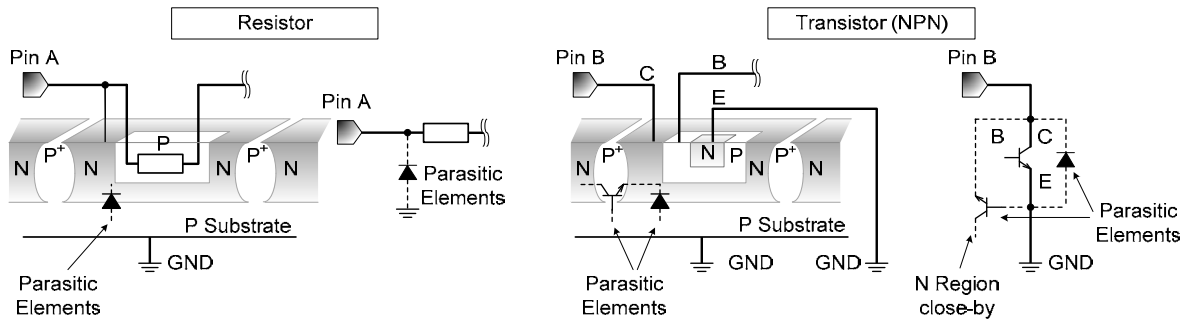 Resistor
Transistor (NPN)
Pin A
Pin A
N
P+
N
P
P+
N
N
Parasitic
Elements
P Substrate
GND
Parasitic
Elements
Pin B
C
B
E
N
P+
N
N
P
P+
N
N
P Substrate
GND
GND
Parasitic
Elements
Pin B
B
C
E
Parasitic
Elements
GND
N Region
close-by